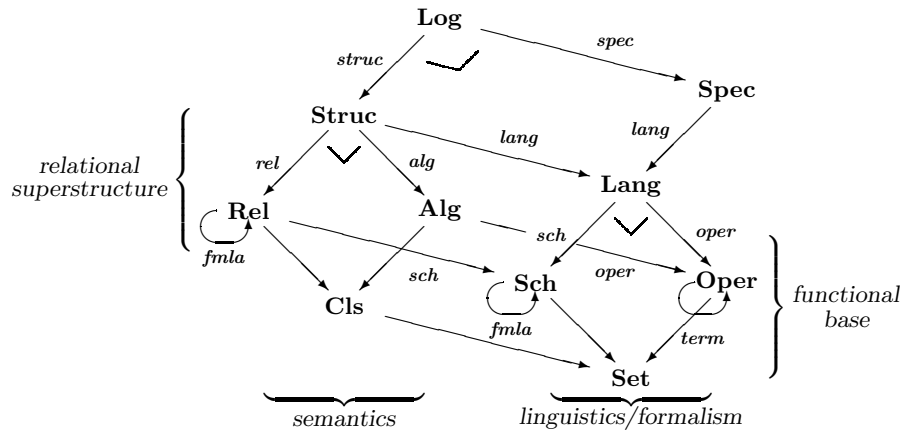 Log
struc
spec
Spec
Struc
lang
lang
rel
alg
relational
superstructure
Lang
Rel
Alg
sch
oper
fmla
sch
oper
Sch
Oper
functional
base
Cls
fmla
term
Set
semantics
linguistics/formalism